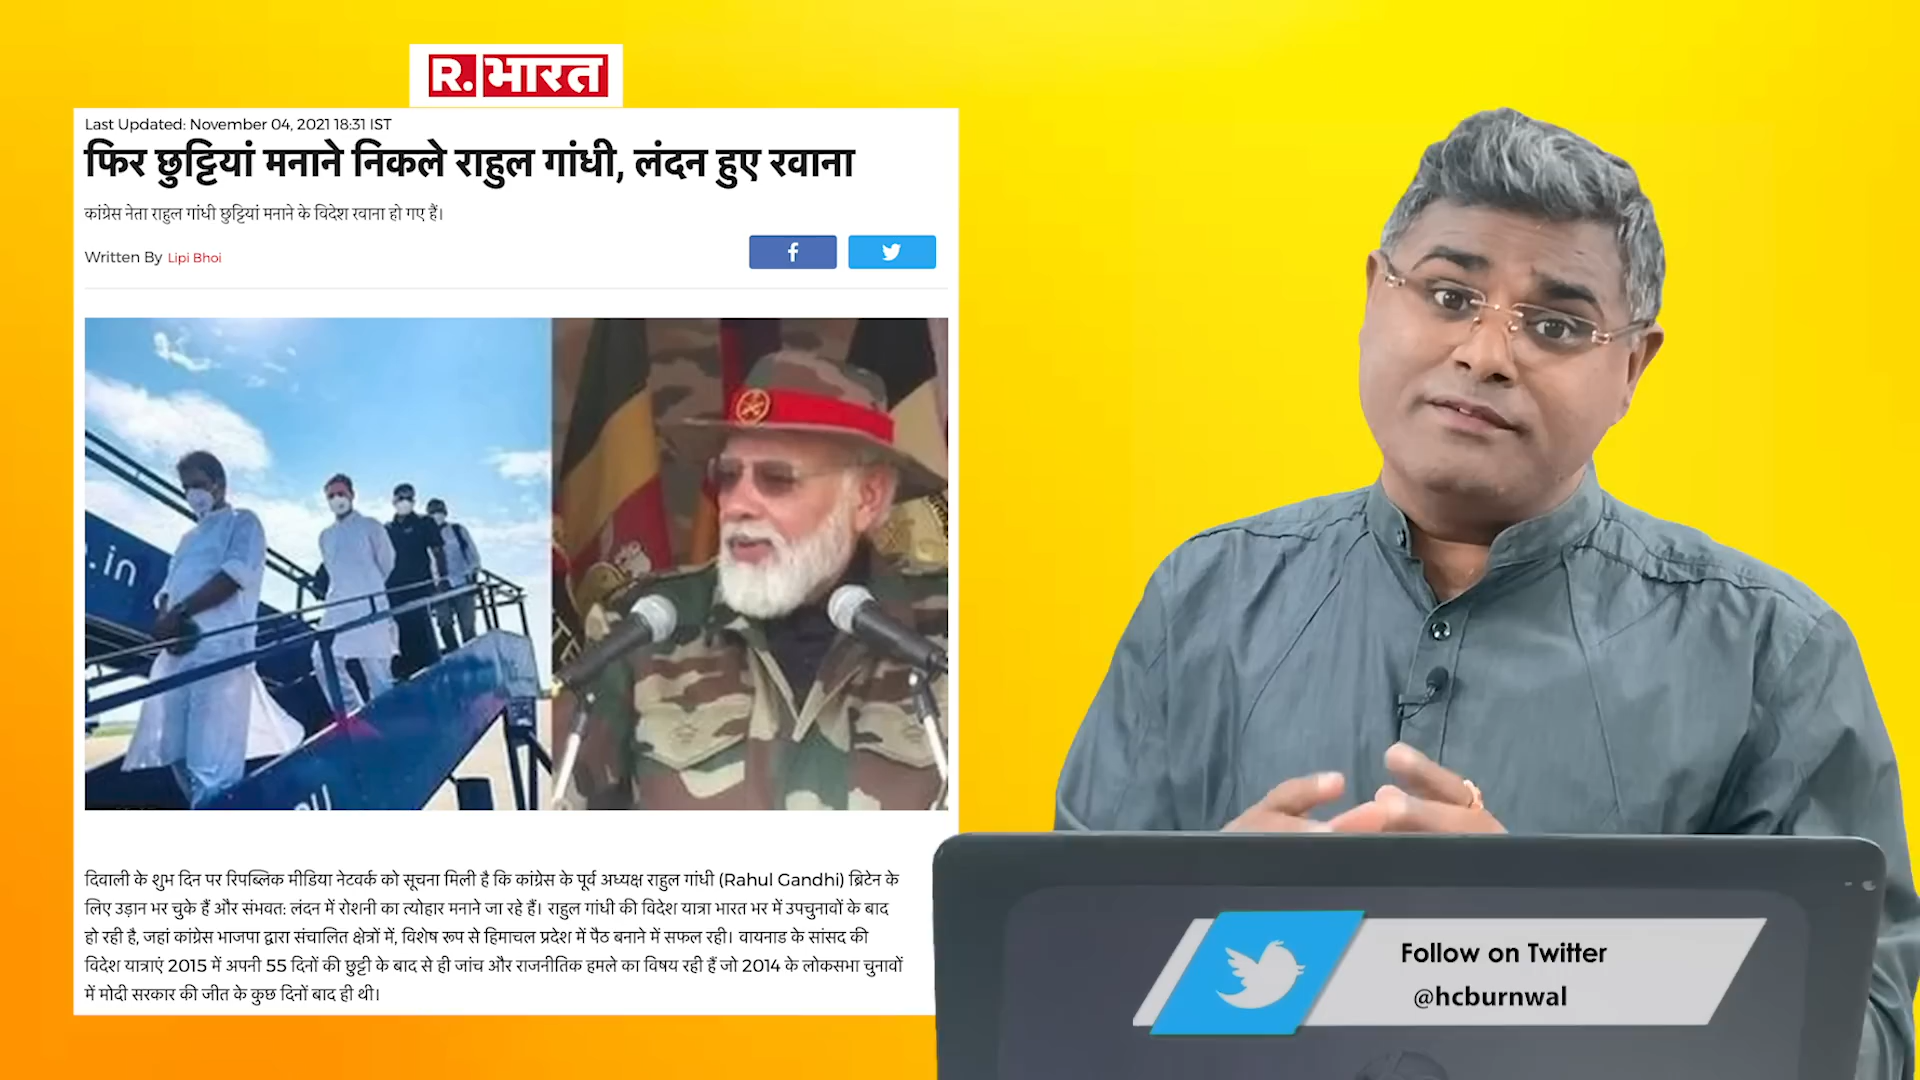 R.भारत
Last Updated: November 04, 2021 18:31 IST
फिर छुट्टियां मनाने निकले राहुल गांधी, लंदन हुए रवाना
कांग्रेस नेता राहुल गांधी छुट्टियां मनाने के विदेश रवाना हो गए हैं।
Written By Lipi Bhoi
f
.in
दिवाली के शुभ दिन पर रिपब्लिक मीडिया नेटवर्क को सूचना मिली है कि कांग्रेस के पूर्व अध्यक्ष राहुल गांधी (Rahul Gandhi) ब्रिटेन के
लिए उड़ान भर चुके हैं और संभवत: लंदन में रोशनी का त्योहार मनाने जा रहे हैं। राहुल गांधी की विदेश यात्रा भारत भर में उपचुनावों के बाद
हो रही है, जहां कांग्रेस भाजपा द्वारा संचालित क्षेत्रों में, विशेष रूप से हिमाचल प्रदेश में पैठ बनाने में सफल रही। वायनाड के सांसद की
विदेश यात्राएं 2015 में अपनी 55 दिनों की छुट्टी के बाद से ही जांच और राजनीतिक हमले का विषय रही हैं जो 2014 के लोकसभा चुनावों
में मोदी सरकार की जीत के कुछ दिनों बाद ही थी।
Follow on Twitter
@hcburnwal